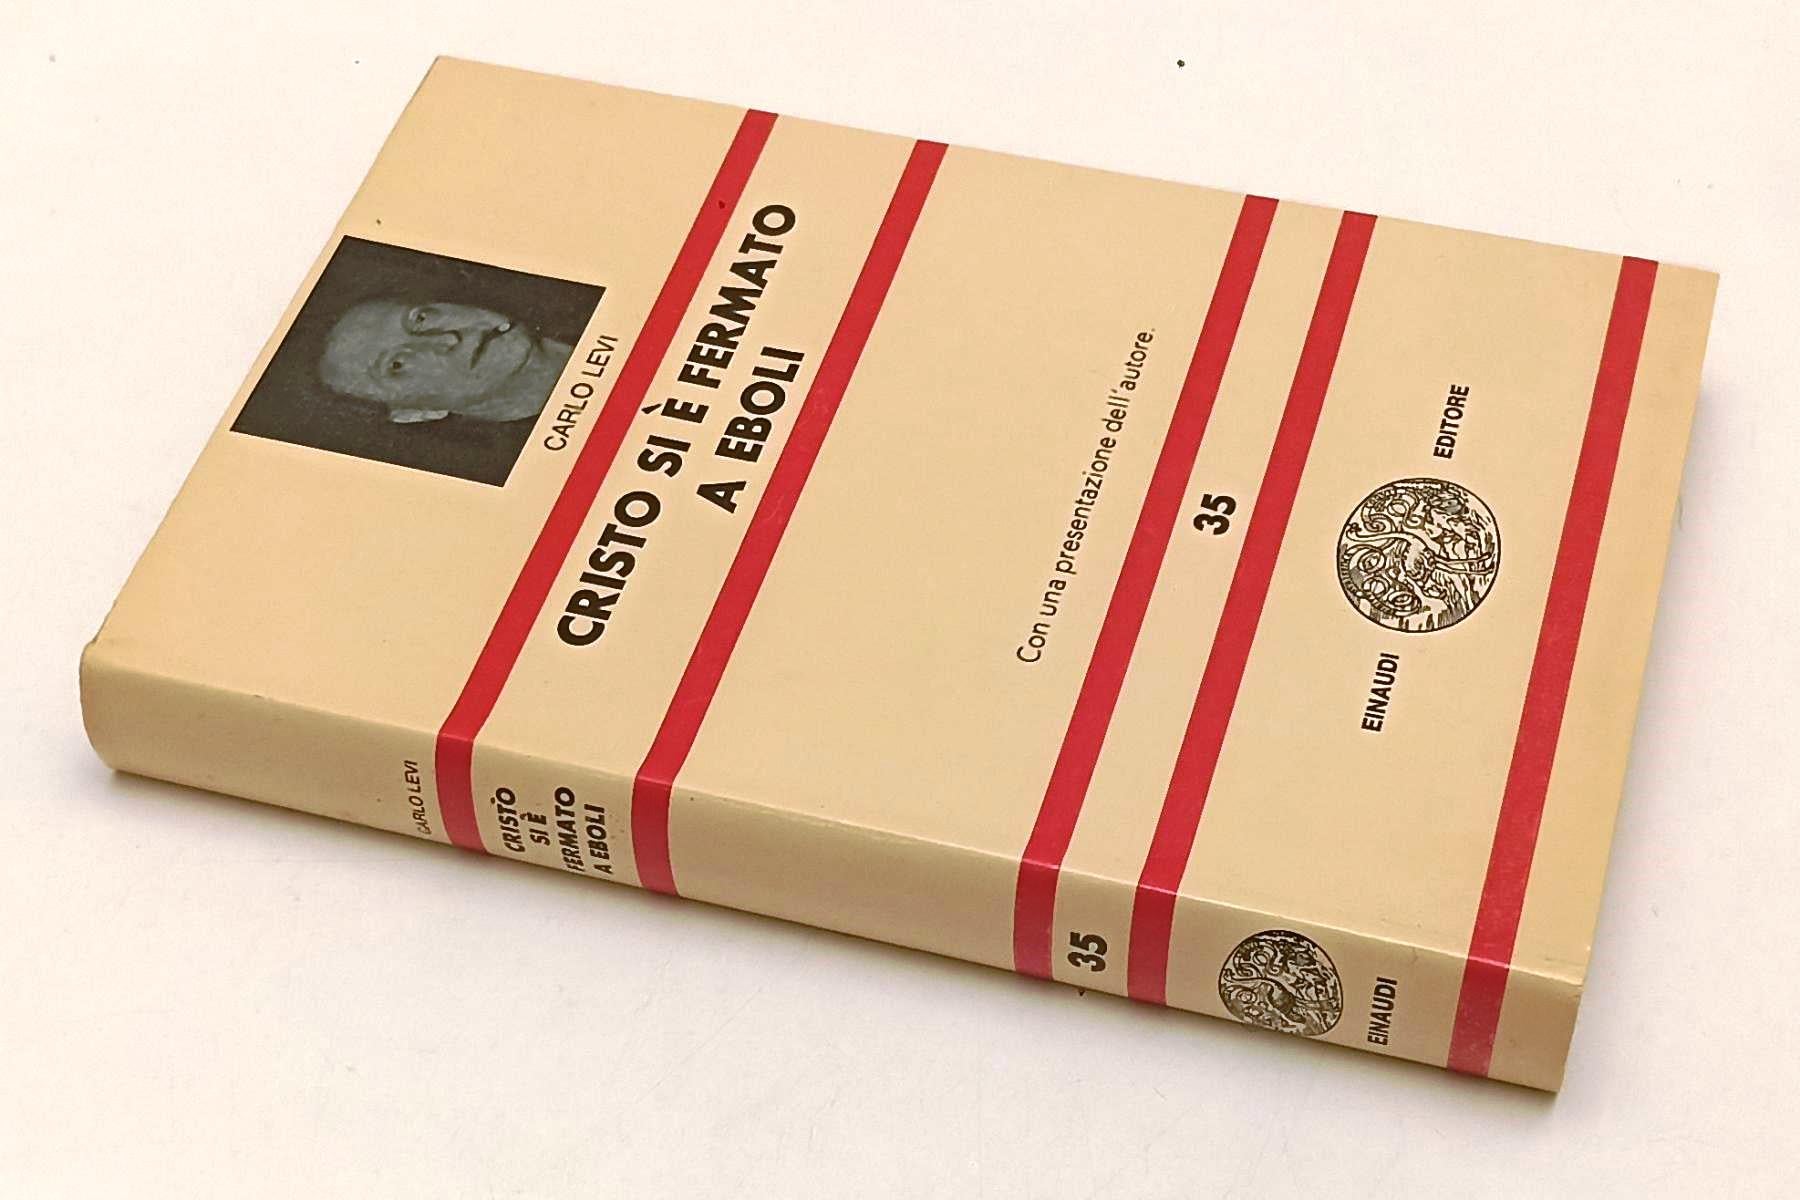 CARLO LEVI
CRISTO SI È FERMATO
A EBOLI
Con una presentazione dell'autore.
35
EINAUDI EDITORE
CARLO LEVI
CRISTO
SI È
FERMATO
A EBOLI
35
EINAUDI